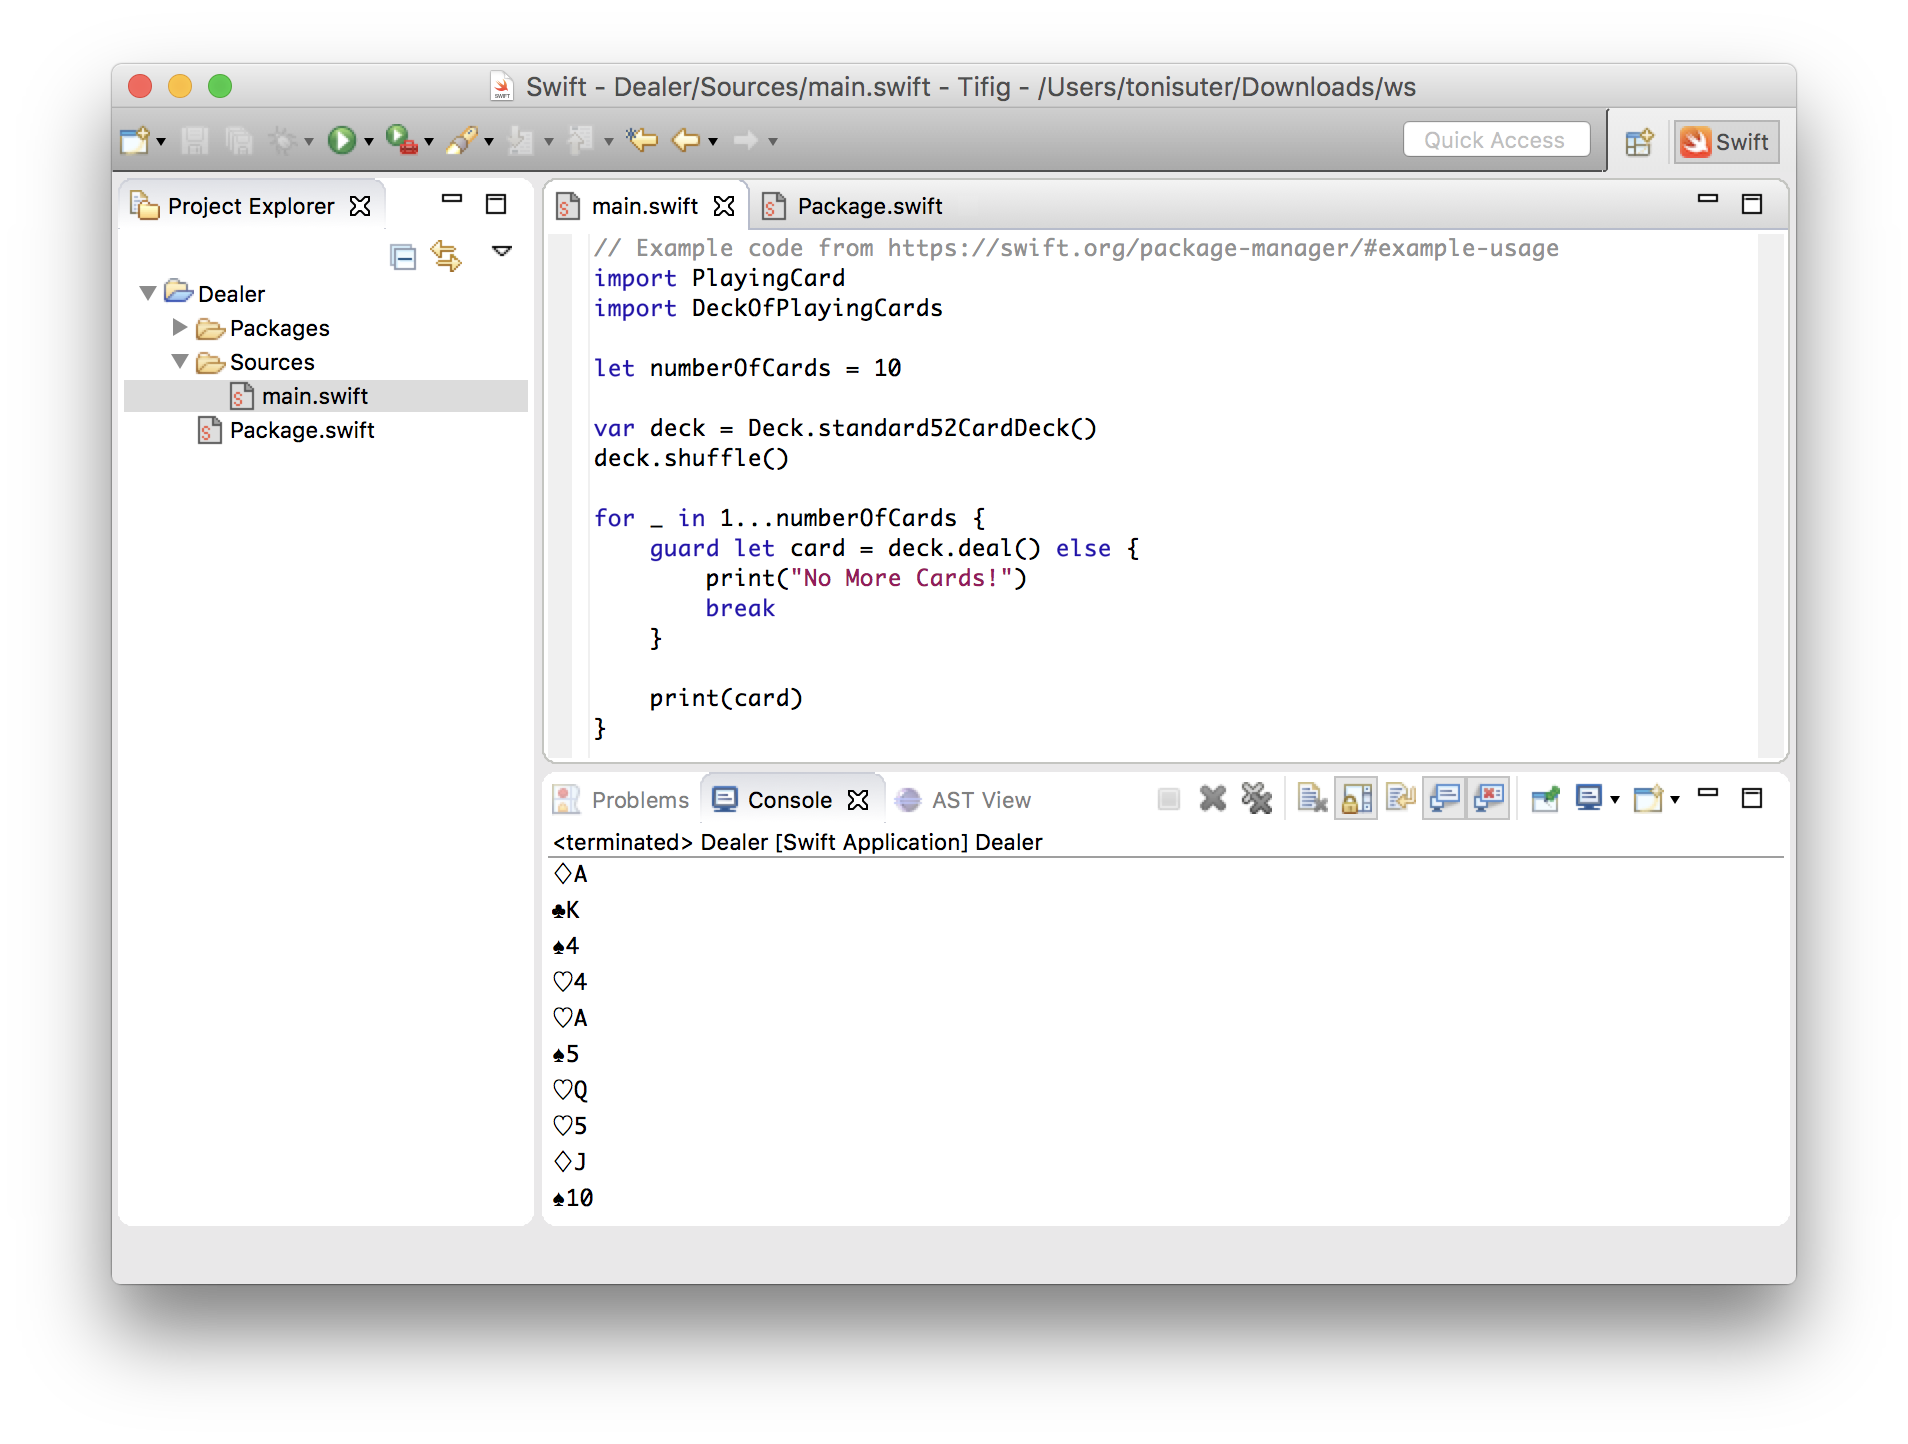 Swift - Dealer/Sources/main.swift - Tifig - /Users/tonisuter/Downloads/ws
Quick Access
Swift
Project Explorer
Dealer
Packages
Sources
main.swift
Package.swift
main.swift
Package.swift
// Example code from https://swift.org/package-manager/#example-usage
import PlayingCard
import DeckOfPlayingCards
let numberOfCards = 10
var deck = Deck.standard52CardDeck()
deck.shuffle()
for _ in 1...numberOfCards {
    guard let card = deck.deal() else {
        print("No More Cards!")
        break
    }
    print(card)
}
Problems
Console
AST View
<terminated> Dealer [Swift Application] Dealer
♢A
♣K
♠4
♡4
♡A
♠5
♡Q
♡5
♢J
♠10